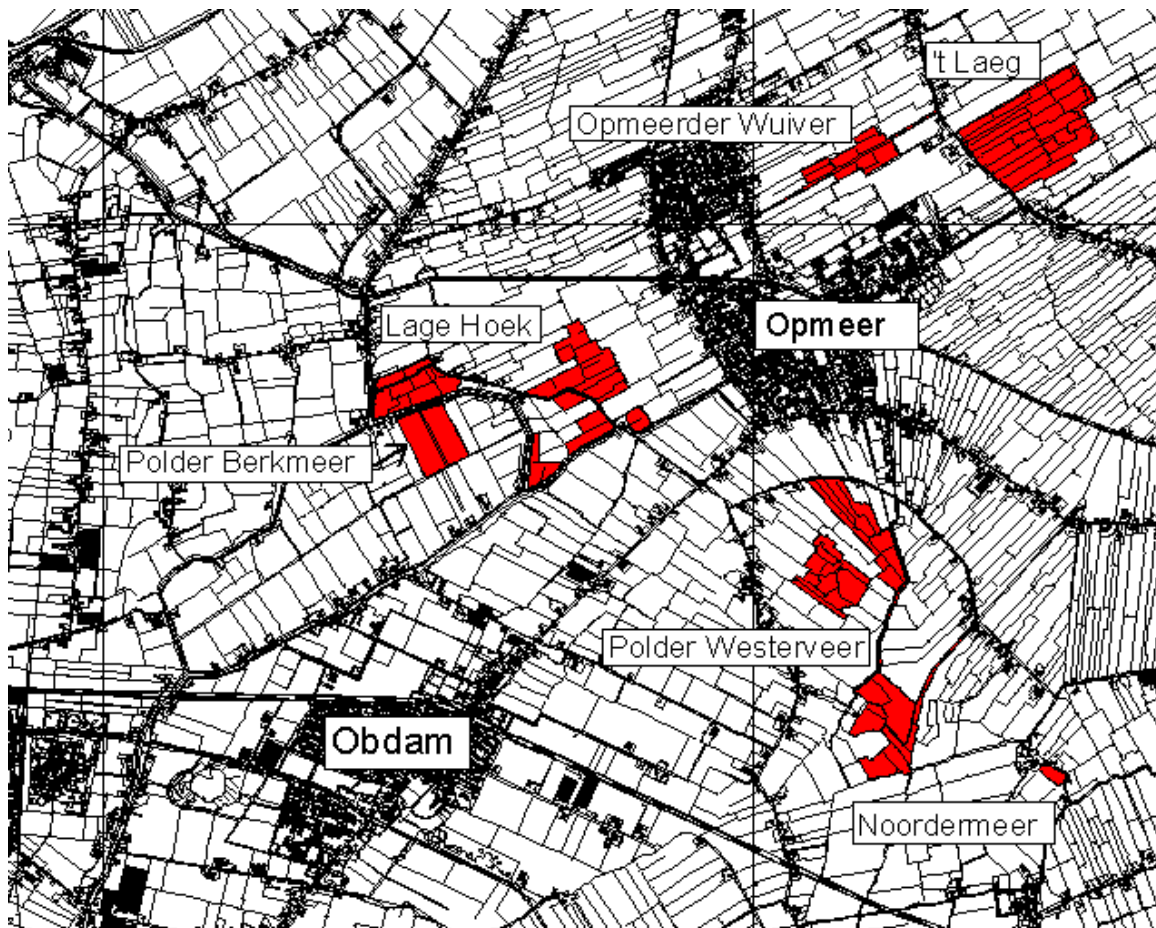 't Laeg
Opmeerder Wuiver
Lage Hoek
Opmeer
Polder Berkmeer
Polder Westerveer
Obdam
Noordermeer